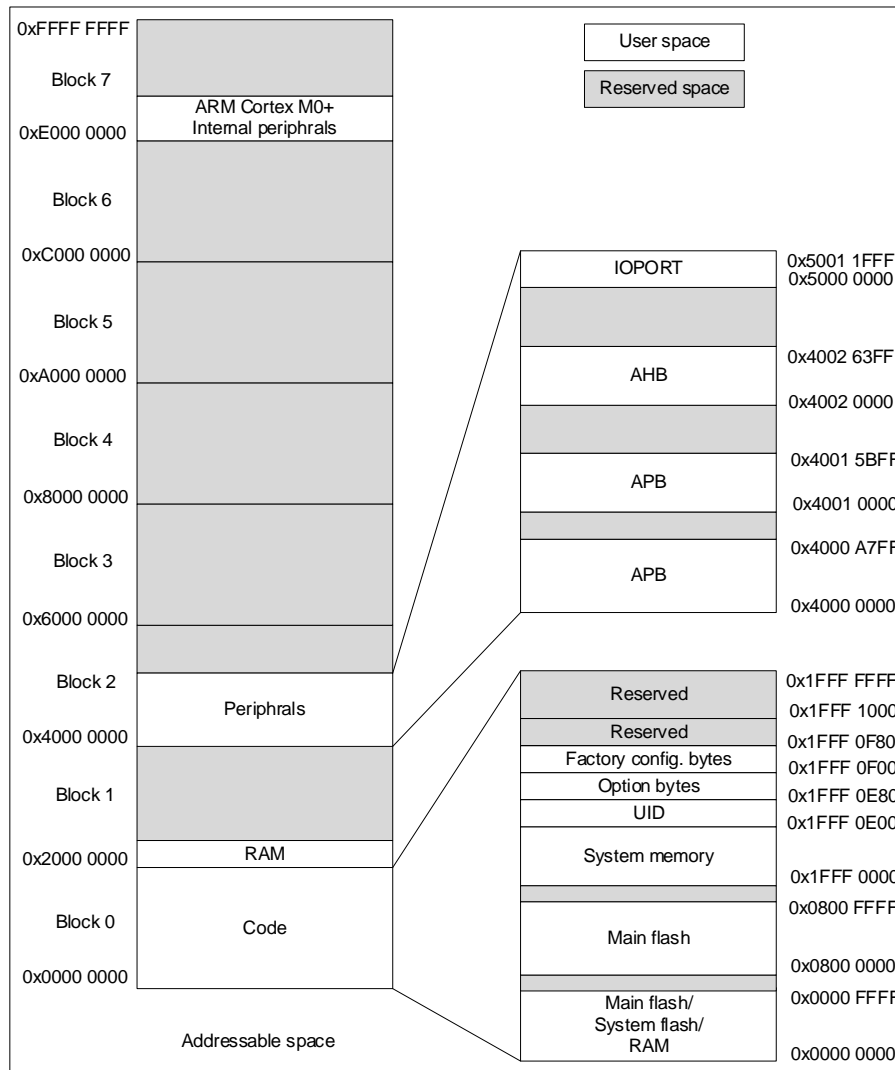 0xFFFF FFFF
Block 7
ARM Cortex M0+
Internal periphrals
0xE000 0000
Block 6
0xC000 0000
Block 5
0xA000 0000
Block 4
0x8000 0000
Block 3
0x6000 0000
Block 2
Periphrals
0x4000 0000
Block 1
0x2000 0000
RAM
Block 0
Code
0x0000 0000
Addressable space
User space
Reserved space
IOPORT
0x5001 1FFF
0x5000 0000
0x4002 63FF
AHB
0x4002 0000
0x4001 5BFF
APB
0x4001 0000
0x4000 A7FF
APB
0x4000 0000
0x1FFF FFFF
Reserved
0x1FFF 1000
Reserved
0x1FFF 0F80
Factory config. bytes
0x1FFF 0F00
Option bytes
0x1FFF 0E80
UID
0x1FFF 0E00
System memory
0x1FFF 0000
0x0800 FFFF
Main flash
0x0800 0000
0x0000 FFFF
Main flash/
System flash/
RAM
0x0000 0000